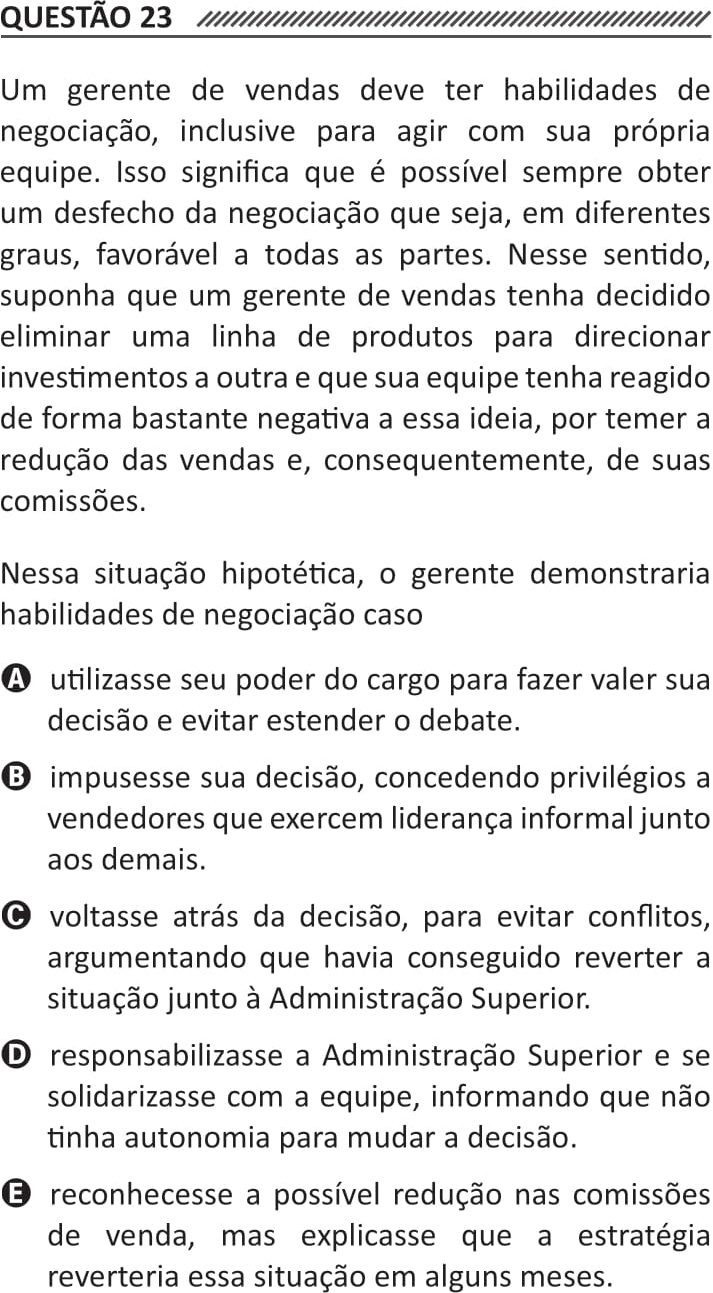 QUESTÃO 23
Um gerente de vendas deve ter habilidades de
negociação, inclusive para agir com sua própria
equipe. Isso significa que é possível sempre obter
um desfecho da negociação que seja, em diferentes
graus, favorável a todas as partes. Nesse sentido,
suponha que um gerente de vendas tenha decidido
eliminar uma linha de produtos para direcionar
investimentos a outra e que sua equipe tenha reagido
de forma bastante negativa a essa ideia, por temer a
redução das vendas e, consequentemente, de suas
comissões.
Nessa situação hipotética, o gerente demonstraria
habilidades de negociação caso
A utilizasse seu poder do cargo para fazer valer sua
decisão e evitar estender o debate.
B impusesse sua decisão, concedendo privilégios a
vendedores que exercem liderança informal junto
aos demais.
C voltasse atrás da decisão, para evitar conflitos,
argumentando que havia conseguido reverter a
situação junto à Administração Superior.
D responsabilizasse a Administração Superior e se
solidarizasse com a equipe, informando que não
tinha autonomia para mudar a decisão.
E reconhecesse a possível redução nas comissões
de venda, mas explicasse que a estratégia
reverteria essa situação em alguns meses.